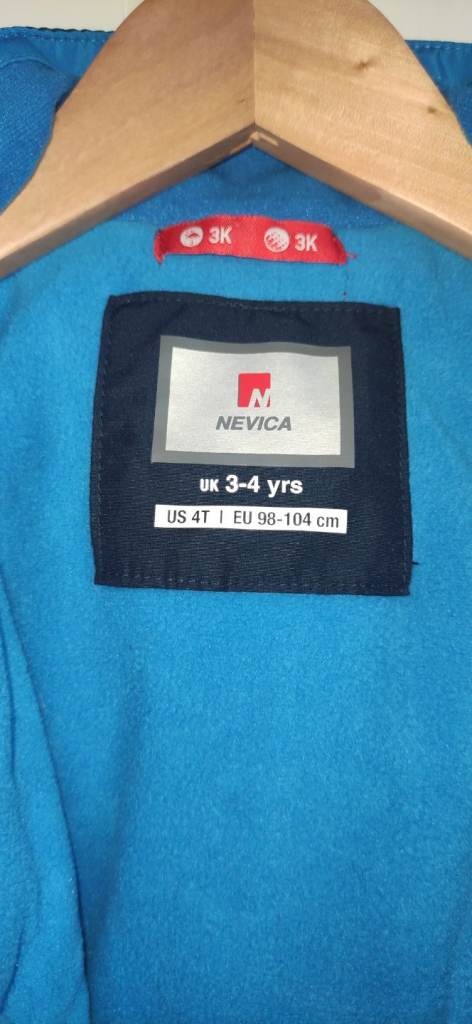 3K 3K
N
NEVICA
UK 3-4 yrs
US 4T | EU 98-104 cm